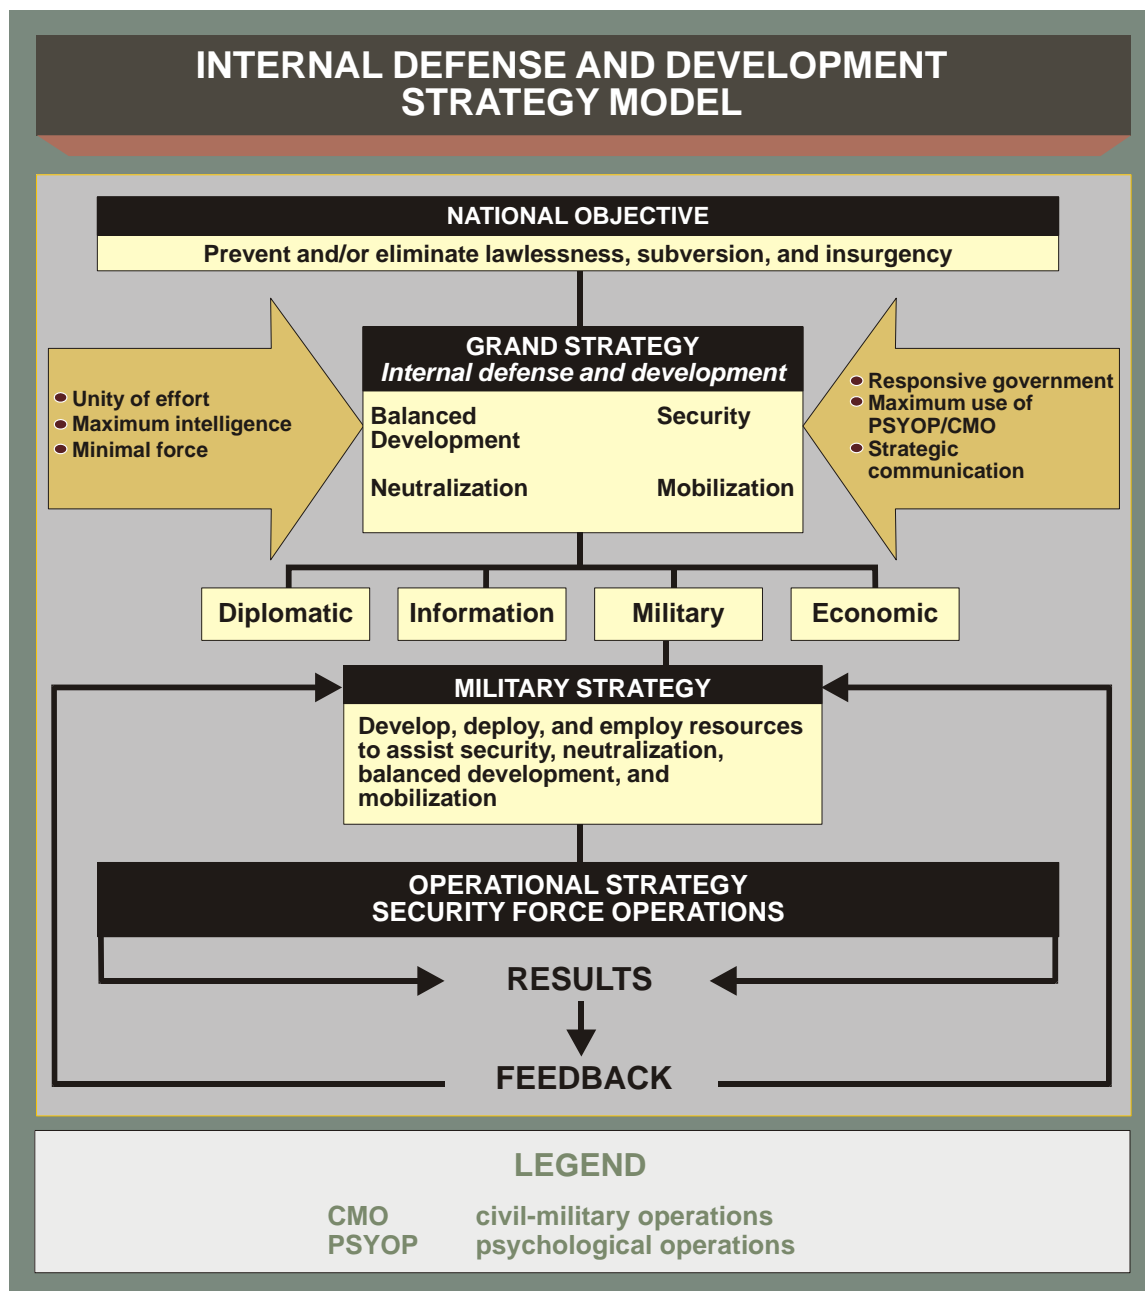 INTERNAL DEFENSE AND DEVELOPMENT
STRATEGY MODEL
NATIONAL OBJECTIVE
Prevent and/or eliminate lawlessness, subversion, and insurgency
• Unity of effort
• Maximum intelligence
• Minimal force
GRAND STRATEGY
Internal defense and development
Balanced
Development
Security
Neutralization
Mobilization
• Responsive government
• Maximum use of
PSYOP/CMO
• Strategic
communication
Diplomatic
Information
Military
Economic
MILITARY STRATEGY
Develop, deploy, and employ resources
to assist security, neutralization,
balanced development, and
mobilization
OPERATIONAL STRATEGY
SECURITY FORCE OPERATIONS
RESULTS
FEEDBACK
LEGEND
CMO civil-military operations
PSYOP psychological operations